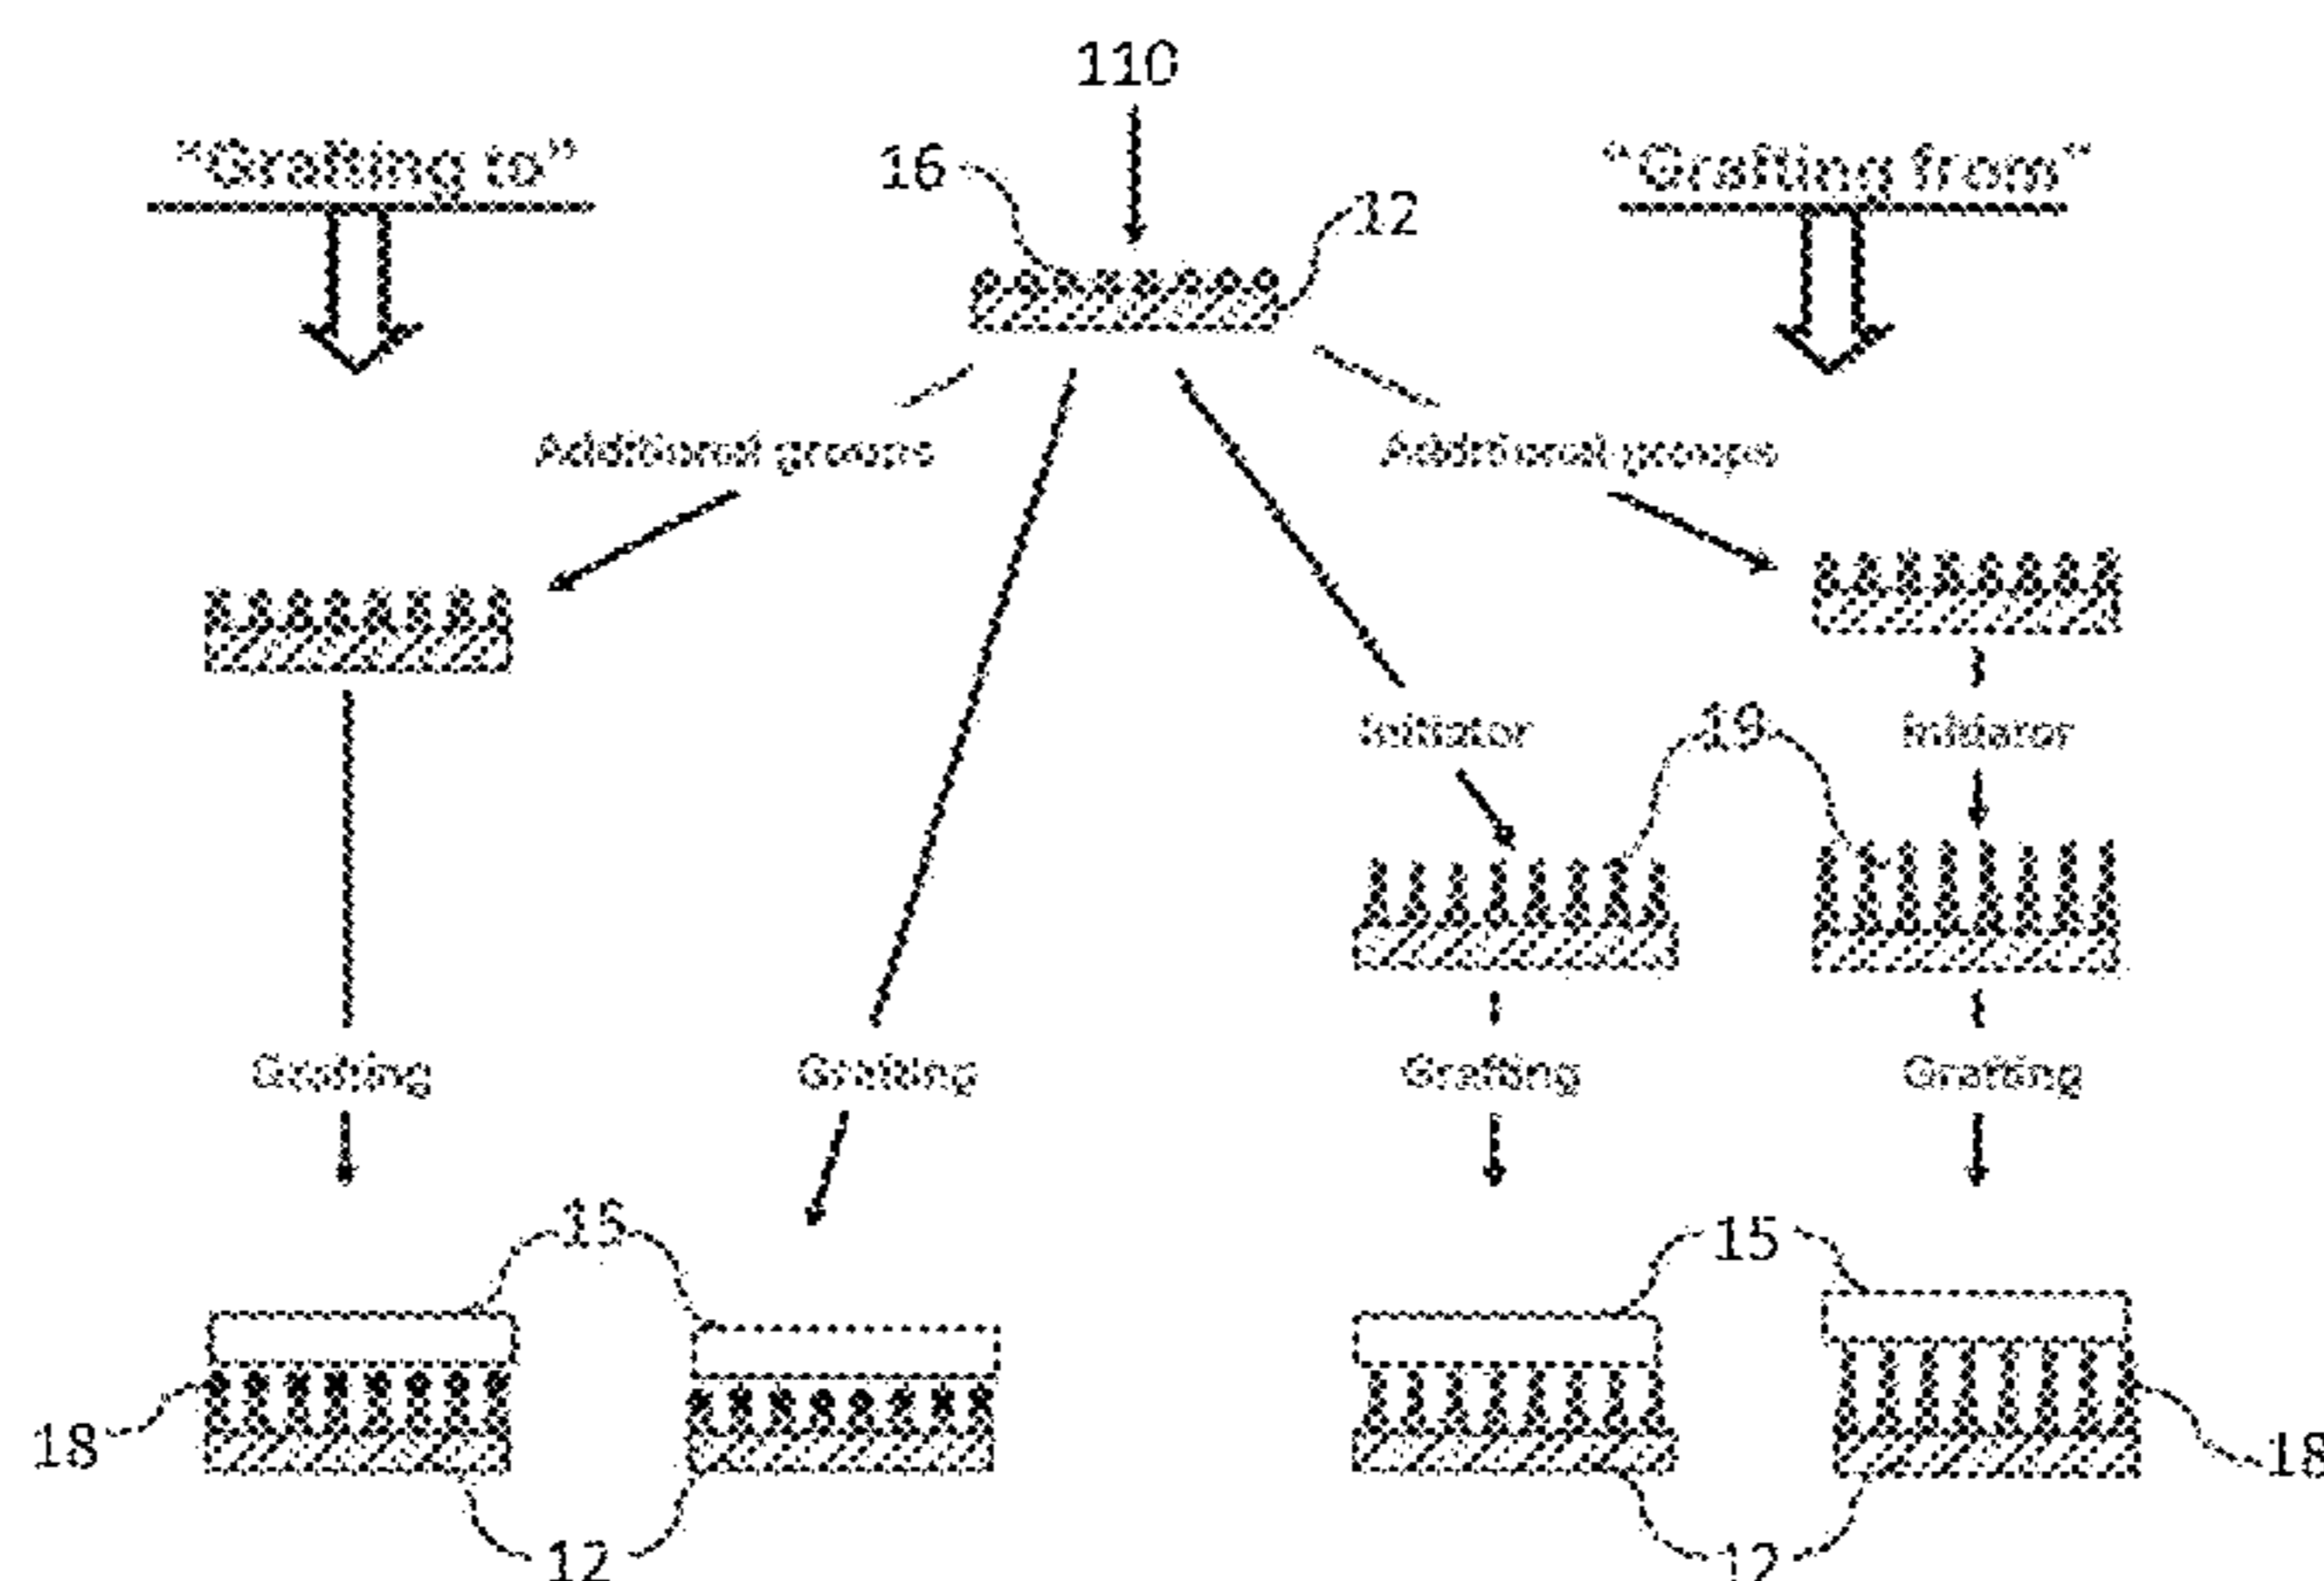 110
"Grafting to"
16
"Grafting from"
12
Additional groups
Additional groups
Initiator
19
Initiator
Grafting
Grafting
Grafting
Grafting
15
15
18
18
12
12